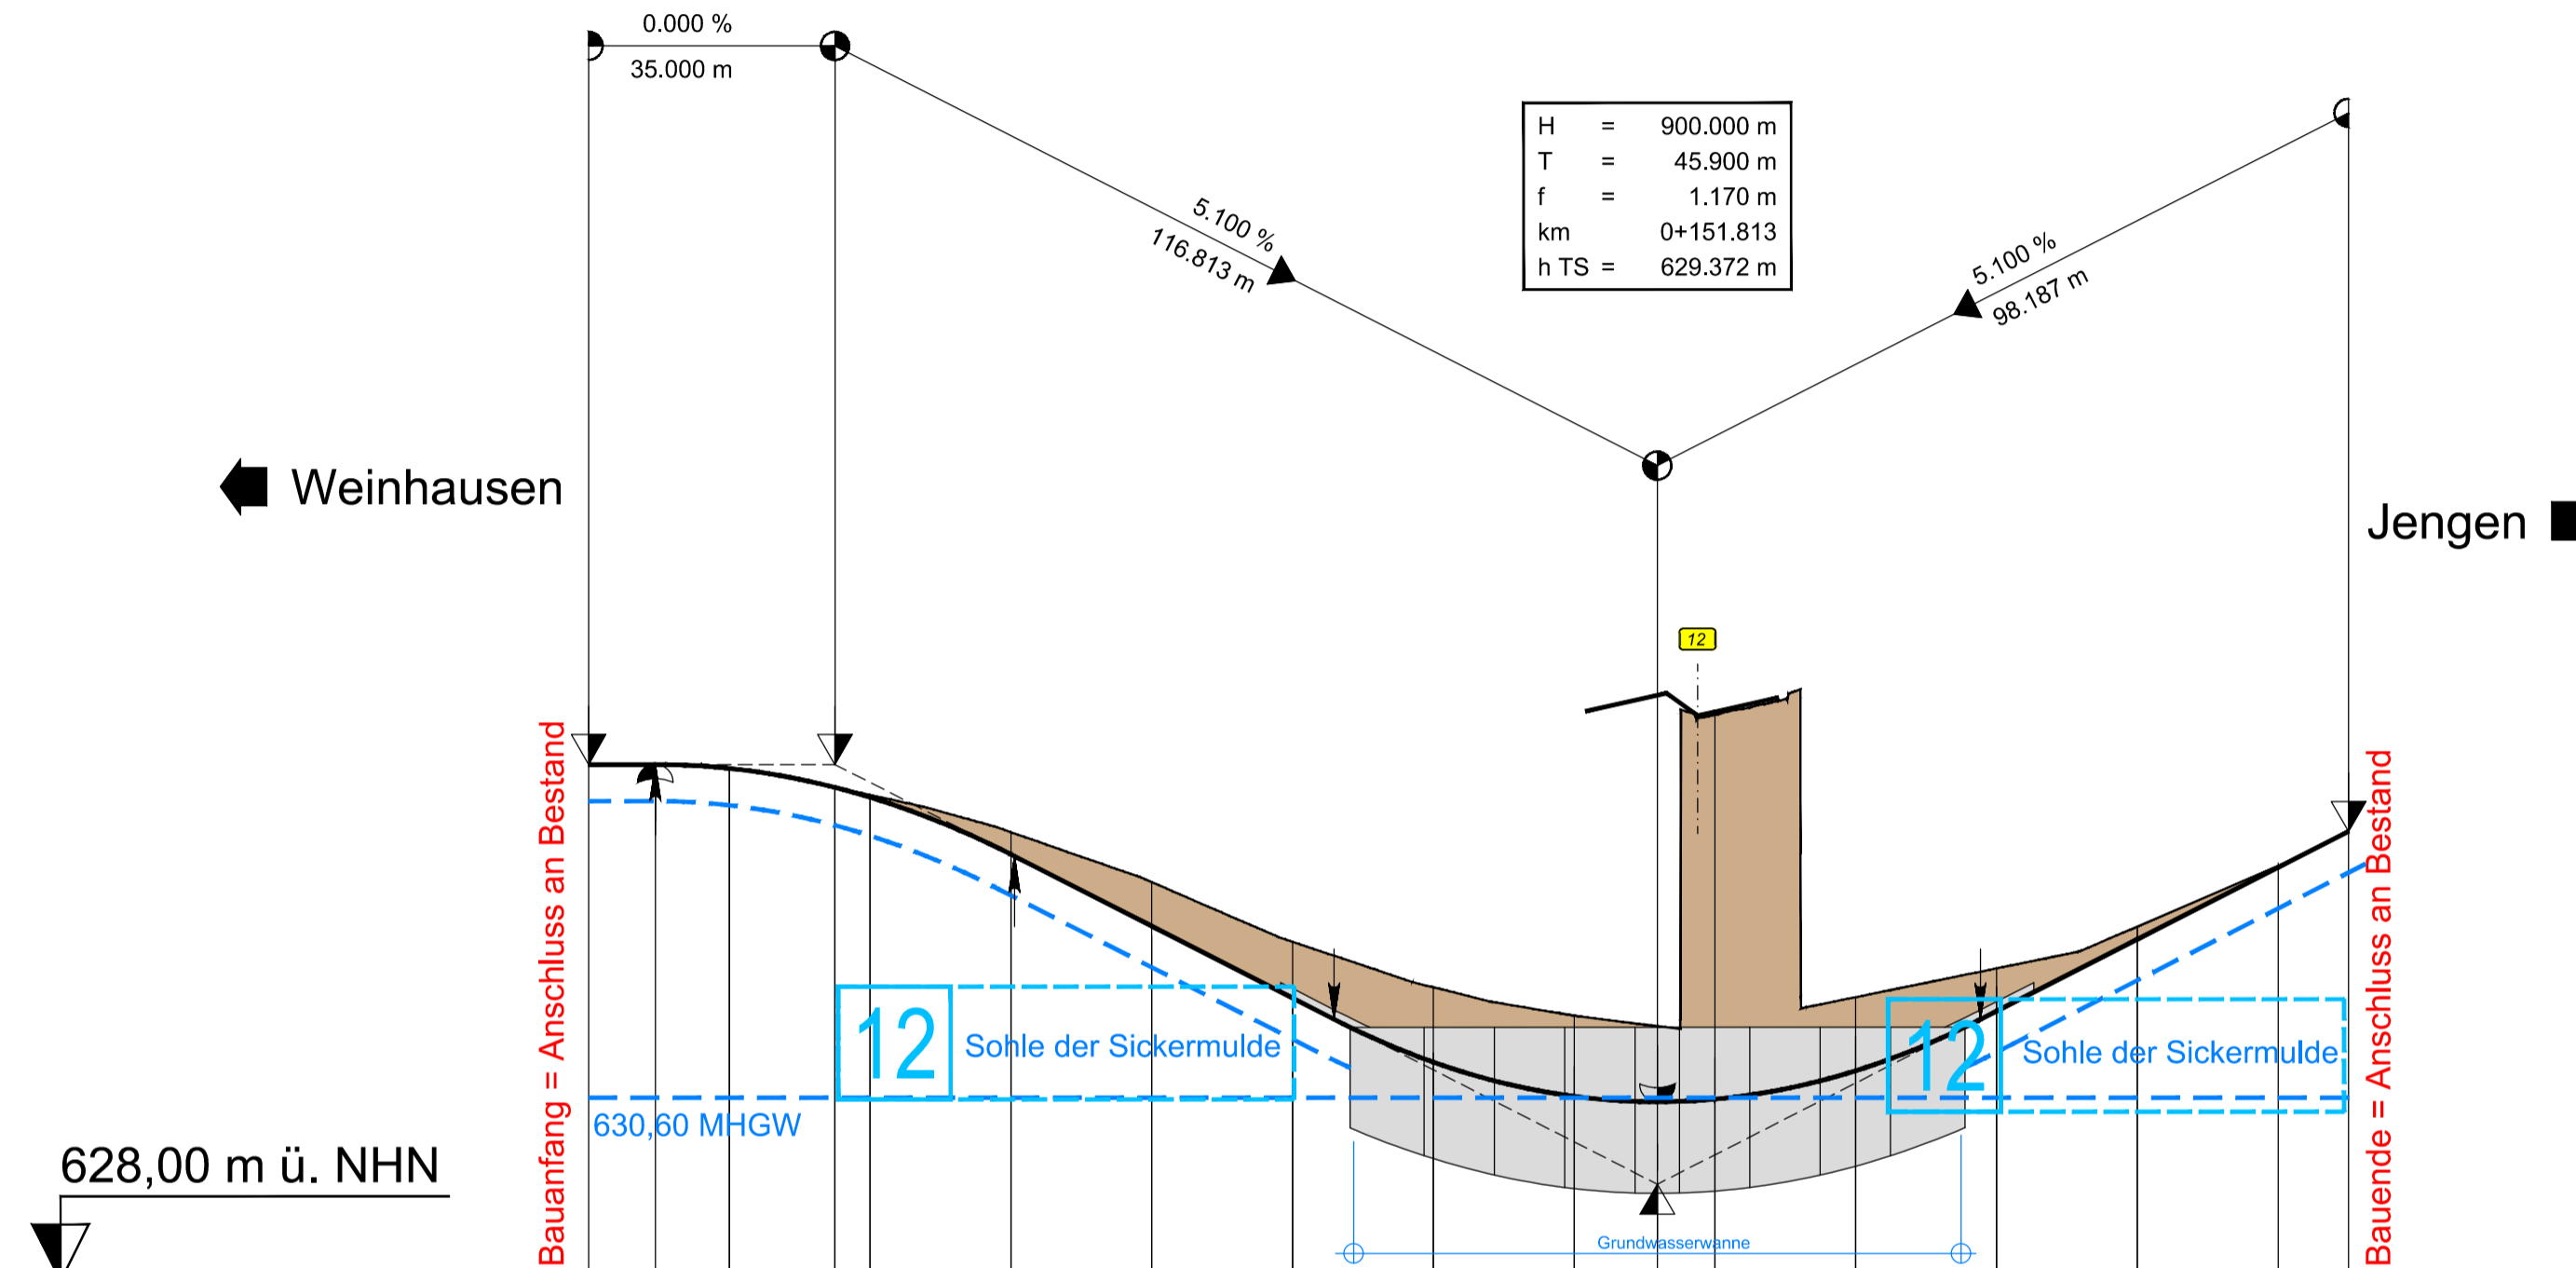 0.000 %
35.000 m
5.100 %
116.813 m
H = 900.000 m
T = 45.900 m
f = 1.170 m
km 0+151.813
h TS = 629.372 m
5.100 %
98.187 m
Weinhausen
Jengen
12
Bauanfang = Anschluss an Bestand
Bauende = Anschluss an Bestand
12 Sohle der Sickermulde
12 Sohle der Sickermulde
630,60 MHGW
628,00 m ü. NHN
Grundwasserwanne